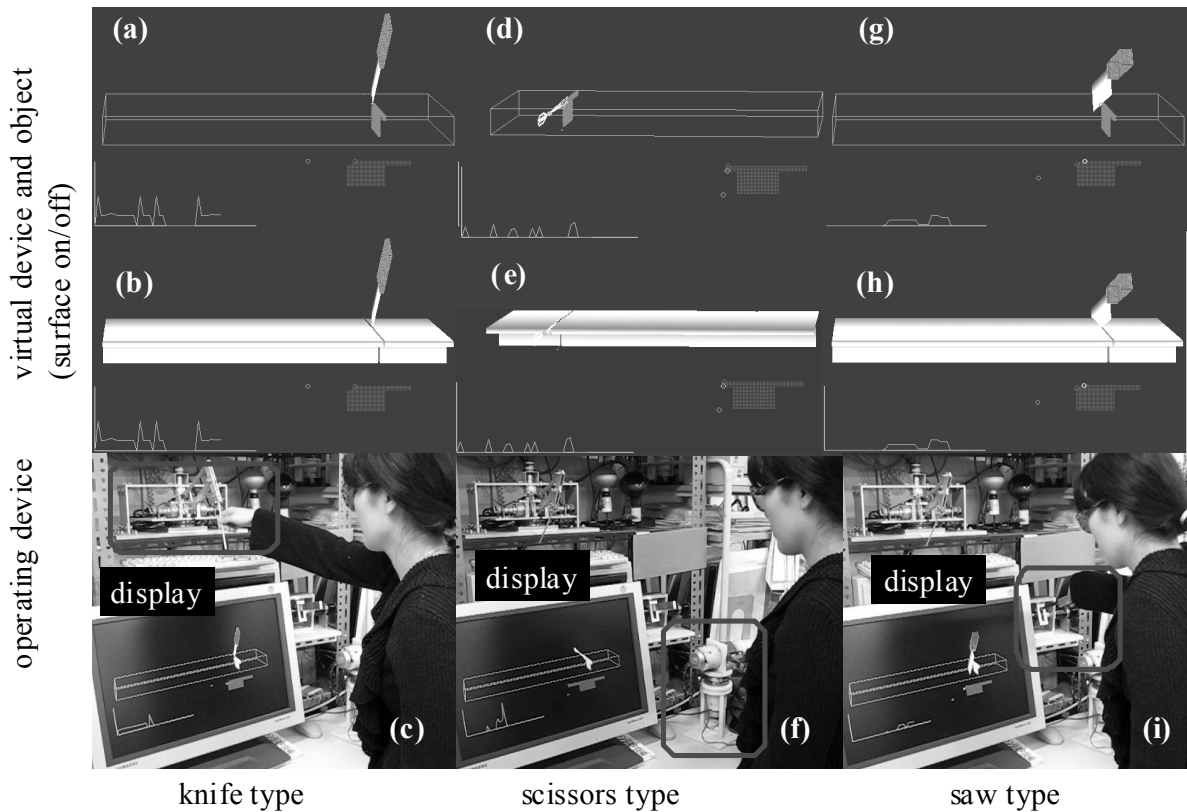 (a)
(d)
(g)
virtual device and object
(surface on/off)
(b)
(e)
(h)
operating device
display
display
display
(c)
(f)
(i)
knife type
scissors type
saw type